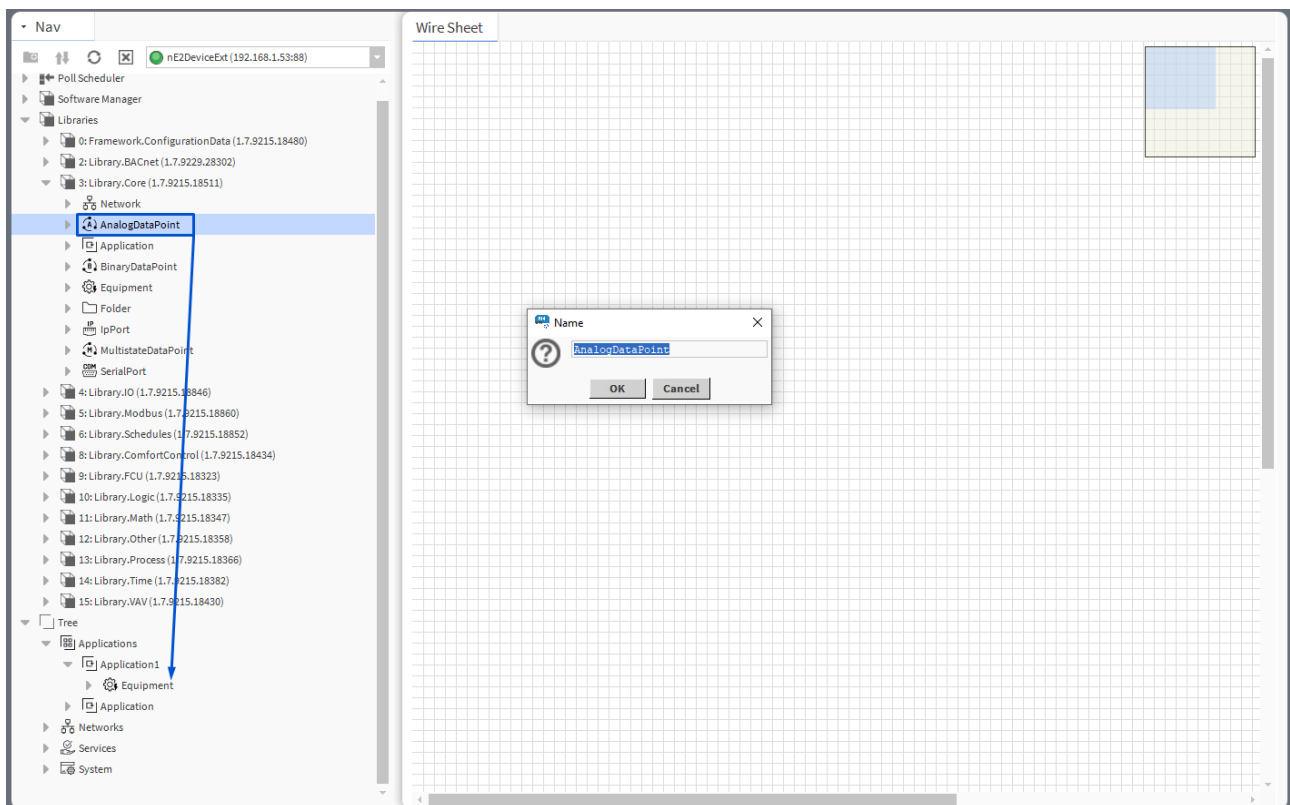 Nav
nE2DeviceExt (192.168.1.53:88)
Poll Scheduler
Software Manager
Libraries
0: Framework.ConfigurationData (1.7.9215.18480)
2: Library.BACnet (1.7.9229.28302)
3: Library.Core (1.7.9215.18511)
Network
AnalogDataPoint
Application
BinaryDataPoint
Equipment
Folder
IP IpPort
MultistateDataPoint
COM SerialPort
4: Library.IO (1.7.9215.18846)
5: Library.Modbus (1.7.9215.18860)
6: Library.Schedules (1.7.9215.18852)
8: Library.ComfortControl (1.7.9215.18434)
9: Library.FCU (1.7.9215.18323)
10: Library.Logic (1.7.9215.18335)
11: Library.Math (1.7.9215.18347)
12: Library.Other (1.7.9215.18358)
13: Library.Process (1.7.9215.18366)
14: Library.Time (1.7.9215.18382)
15: Library.VAV (1.7.9215.18430)
Tree
Applications
Application1
Equipment
Application
Networks
Services
System
Wire Sheet
Name
AnalogDataPoint
OK Cancel